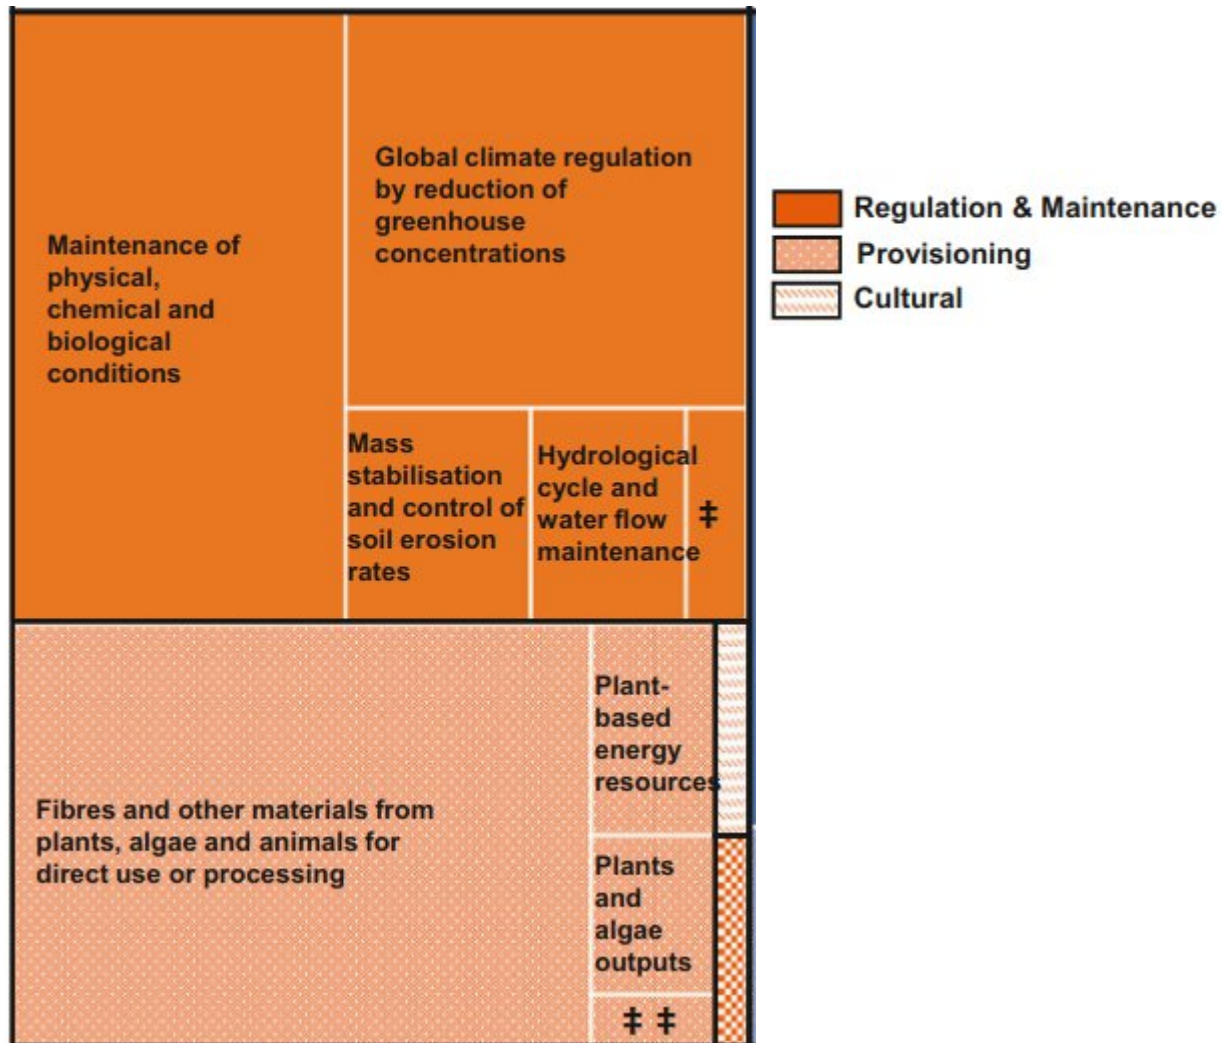 Maintenance of
physical,
chemical and
biological
conditions
Global climate regulation
by reduction of
greenhouse
concentrations
Mass
stabilisation
and control of
soil erosion
rates
Hydrological
cycle and
water flow
maintenance
‡
Fibres and other materials from
plants, algae and animals for
direct use or processing
Plant-
based
energy
resources
Plants
and
algae
outputs
‡ ‡
Regulation & Maintenance
Provisioning
Cultural